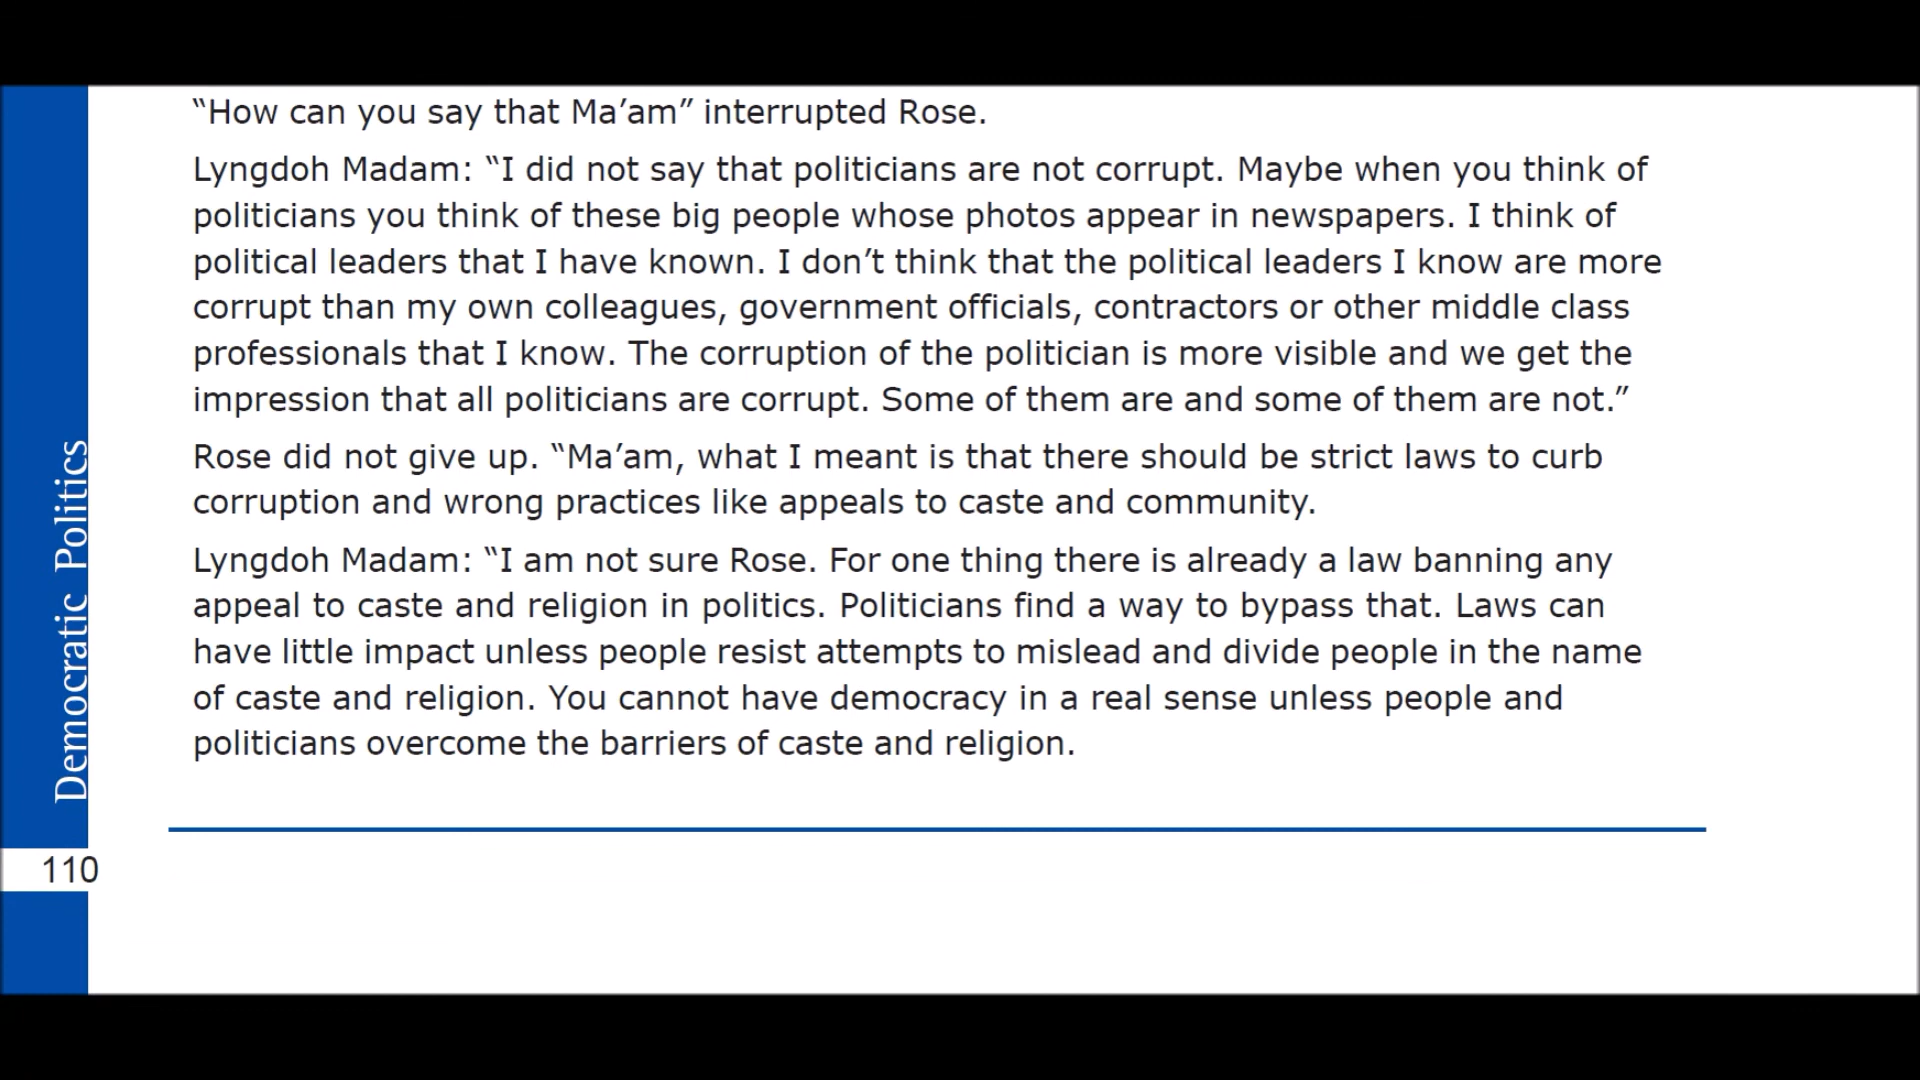 “How can you say that Ma’am” interrupted Rose.
Lyngdoh Madam: “I did not say that politicians are not corrupt. Maybe when you think of
politicians you think of these big people whose photos appear in newspapers. I think of
political leaders that I have known. I don’t think that the political leaders I know are more
corrupt than my own colleagues, government officials, contractors or other middle class
professionals that I know. The corruption of the politician is more visible and we get the
impression that all politicians are corrupt. Some of them are and some of them are not.”
Rose did not give up. “Ma’am, what I meant is that there should be strict laws to curb
corruption and wrong practices like appeals to caste and community.
Lyngdoh Madam: “I am not sure Rose. For one thing there is already a law banning any
appeal to caste and religion in politics. Politicians find a way to bypass that. Laws can
have little impact unless people resist attempts to mislead and divide people in the name
of caste and religion. You cannot have democracy in a real sense unless people and
politicians overcome the barriers of caste and religion.
Democratic Politics
110